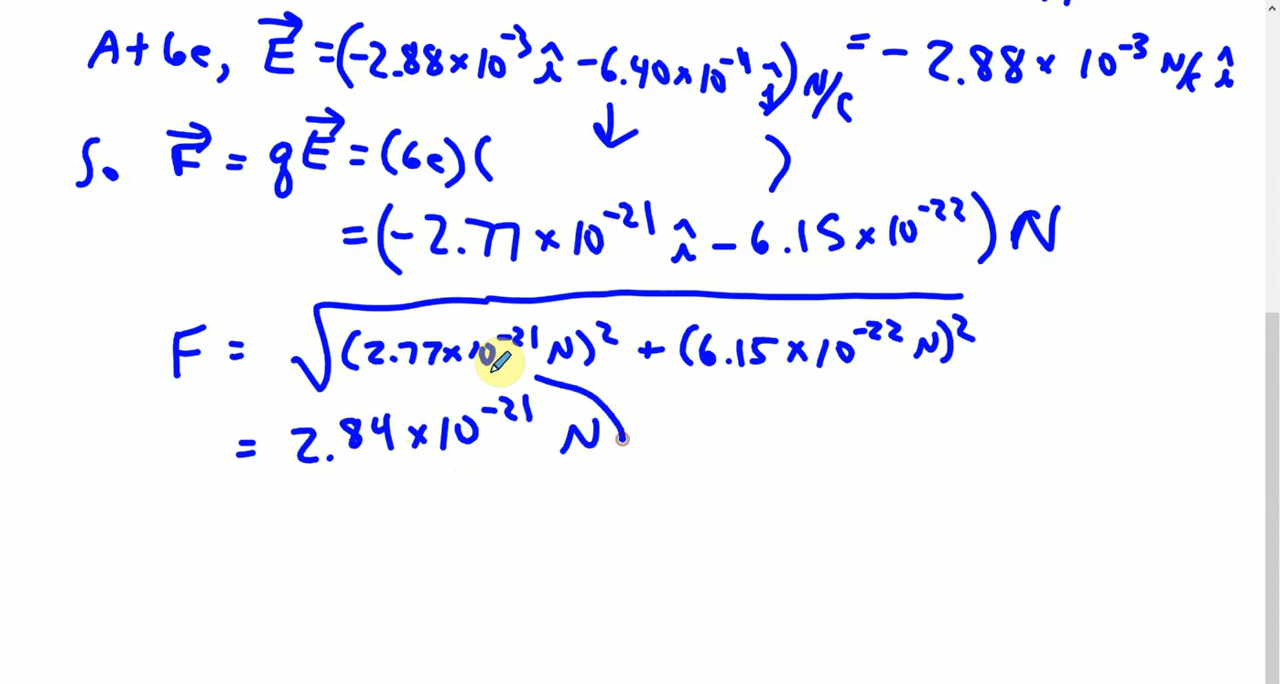 At 6e, E⃗ = (-2.88×10⁻³ î - 6.40×10⁻⁴ ĵ) N/C = - 2.88 × 10⁻³ N/C î
↓
So F⃗ = qE⃗ = (6e)( )
= (-2.77×10⁻²¹ î - 6.15×10⁻²²) N
F = √((2.77×10⁻²¹ N)² + (6.15×10⁻²² N)²)
= 2.84×10⁻²¹ N